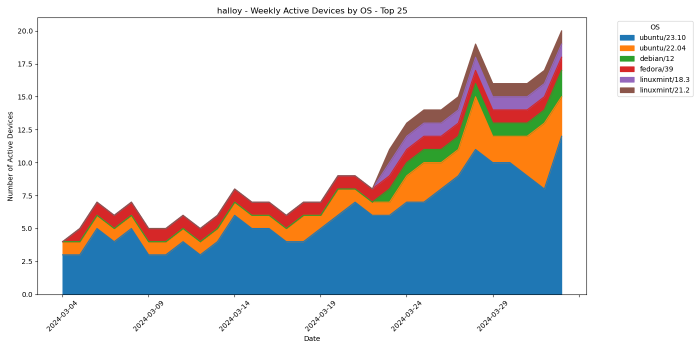 halloy - Weekly Active Devices by OS - Top 25
OS
ubuntu/23.10
ubuntu/22.04
debian/12
fedora/39
linuxmint/18.3
linuxmint/21.2
Number of Active Devices
20.0
17.5
15.0
12.5
10.0
7.5
5.0
2.5
0.0
2024-03-04
2024-03-09
2024-03-14
2024-03-19
2024-03-24
2024-03-29
Date